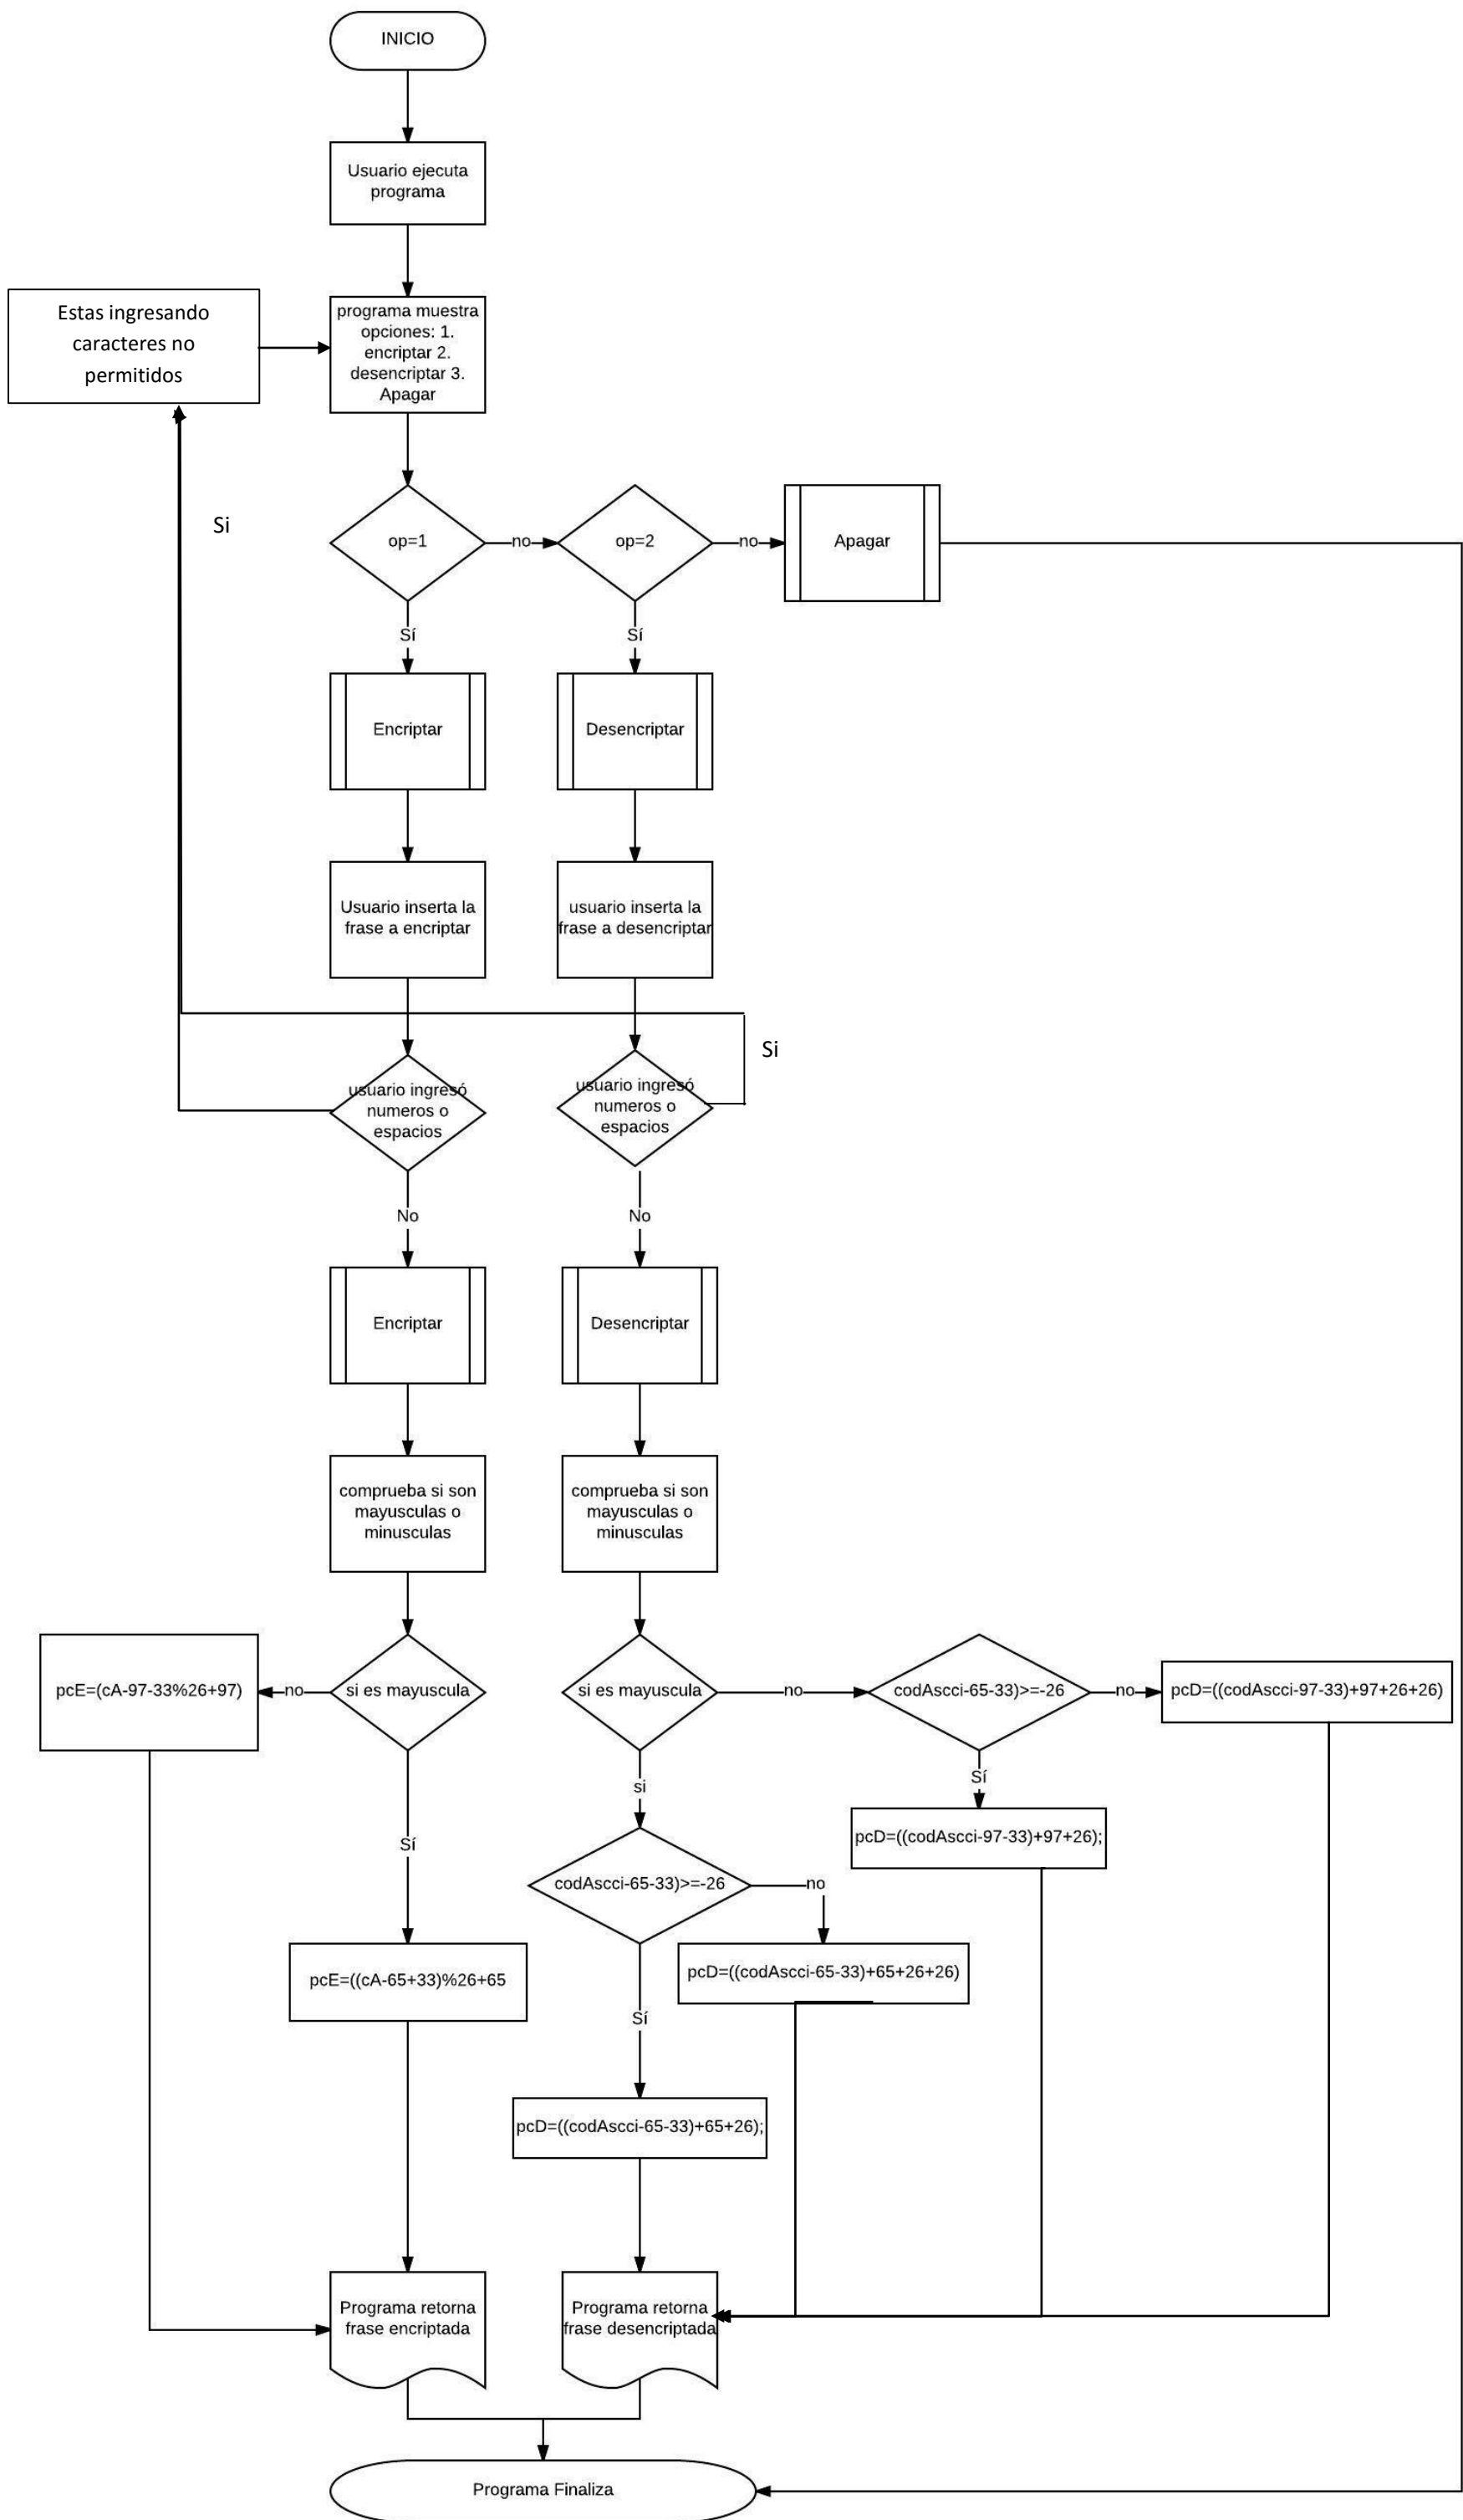 INICIO
Usuario ejecuta
programa
Estas ingresando
caracteres no
permitidos
programa muestra
opciones: 1.
encriptar 2.
desencriptar 3.
Apagar
Si
op=1
no
op=2
no
Apagar
Sí
Sí
Encriptar
Desencriptar
Usuario inserta la
frase a encriptar
usuario inserta la
frase a desencriptar
Si
usuario ingresó
numeros o
espacios
usuario ingresó
numeros o
espacios
No
No
Encriptar
Desencriptar
comprueba si son
mayusculas o
minusculas
comprueba si son
mayusculas o
minusculas
pcE=(cA-97-33%26+97)
no
si es mayuscula
si es mayuscula
no
codAscci-65-33)>=-26
no
pcD=((codAscci-97-33)+97+26+26)
Sí
si
pcD=((codAscci-97-33)+97+26);
Sí
codAscci-65-33)>=-26
no
pcE=((cA-65+33)%26+65
pcD=((codAscci-65-33)+65+26+26)
Sí
pcD=((codAscci-65-33)+65+26);
Programa retorna
frase encriptada
Programa retorna
frase desencriptada
Programa Finaliza